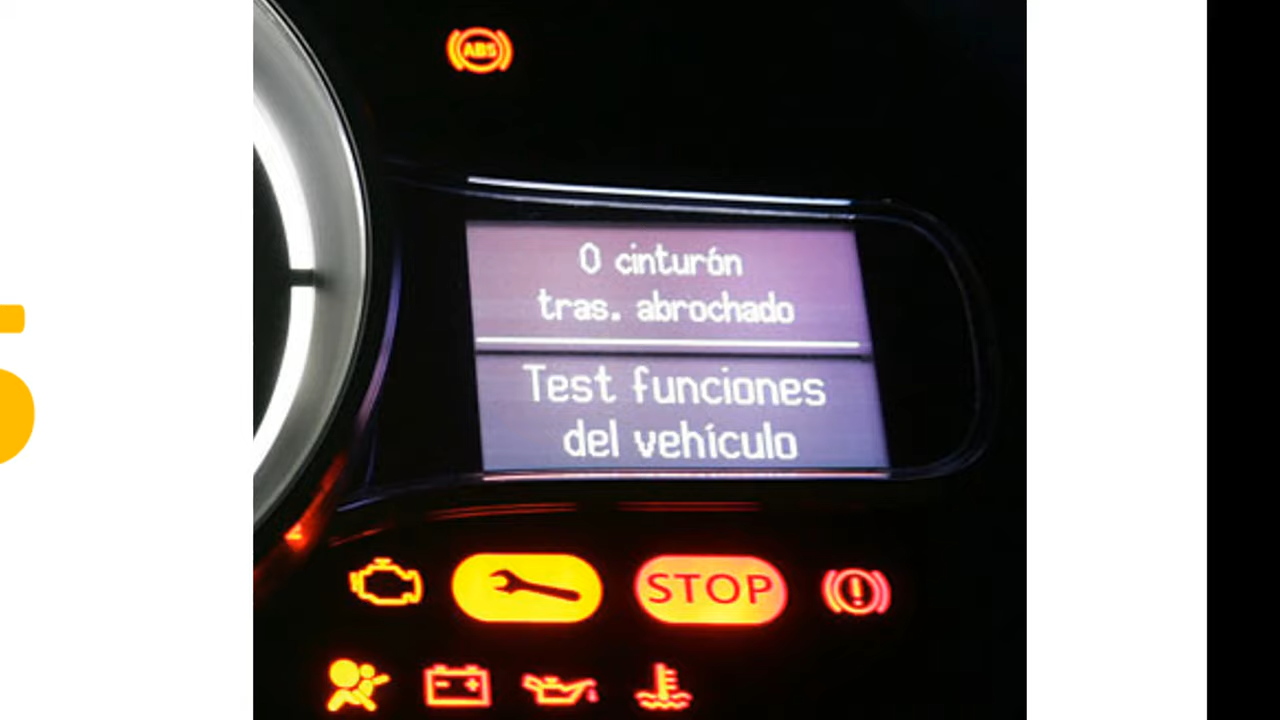 ABS
0 cinturón
tras. abrochado
Test funciones
del vehículo
STOP